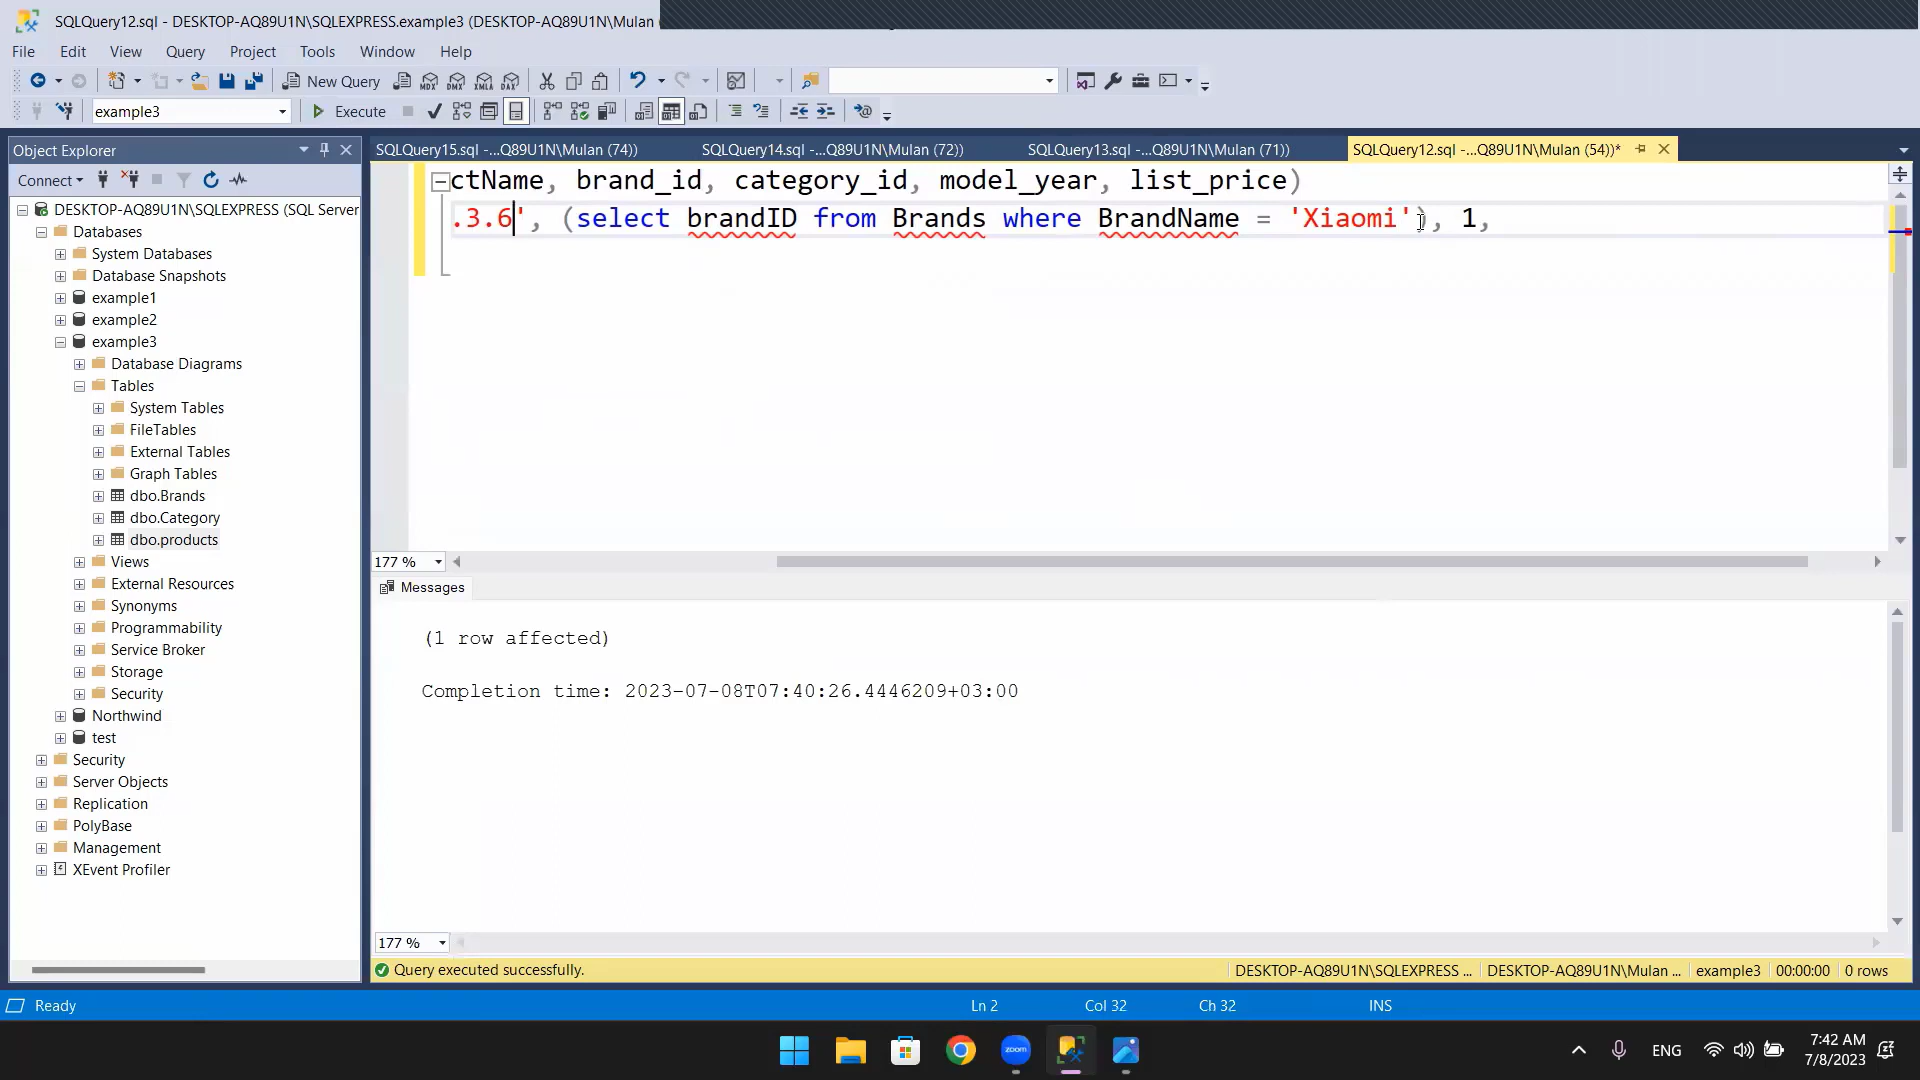 SQLQuery12.sql - DESKTOP-AQ89U1N\SQLEXPRESS.example3 (DESKTOP-AQ89U1N\Mulan
File Edit View Query Project Tools Window Help
New Query
example3 Execute
Object Explorer
Connect
DESKTOP-AQ89U1N\SQLEXPRESS (SQL Server
Databases
System Databases
Database Snapshots
example1
example2
example3
Database Diagrams
Tables
System Tables
FileTables
External Tables
Graph Tables
dbo.Brands
dbo.Category
dbo.products
Views
External Resources
Synonyms
Programmability
Service Broker
Storage
Security
Northwind
test
Security
Server Objects
Replication
PolyBase
Management
XEvent Profiler
SQLQuery15.sql -...Q89U1N\Mulan (74)) SQLQuery14.sql -...Q89U1N\Mulan (72)) SQLQuery13.sql -...Q89U1N\Mulan (71)) SQLQuery12.sql -...Q89U1N\Mulan (54))*
ctName, brand_id, category_id, model_year, list_price)
.3.6', (select brandID from Brands where BrandName = 'Xiaomi'), 1,
177 %
Messages
(1 row affected)
Completion time: 2023-07-08T07:40:26.4446209+03:00
177 %
Query executed successfully. DESKTOP-AQ89U1N\SQLEXPRESS ... DESKTOP-AQ89U1N\Mulan ... example3 00:00:00 0 rows
Ready Ln 2 Col 32 Ch 32 INS
zoom
ENG
7:42 AM
7/8/2023